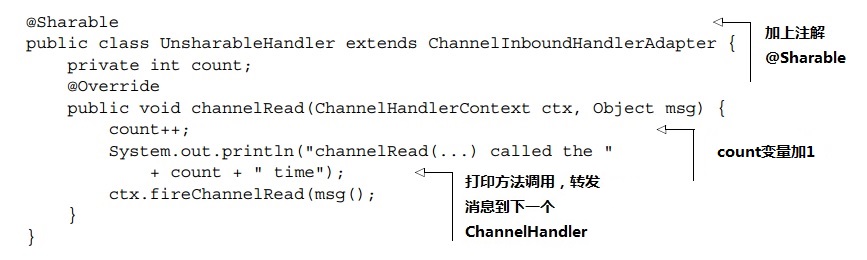 @Sharable
public class UnsharableHandler extends ChannelInboundHandlerAdapter {
private int count;
@Override
public void channelRead(ChannelHandlerContext ctx, Object msg) {
count++;
System.out.println("channelRead(...) called the "
+ count + " time");
ctx.fireChannelRead(msg();
}
}
加上注解
@Sharable
count变量加1
打印方法调用，转发
消息到下一个
ChannelHandler